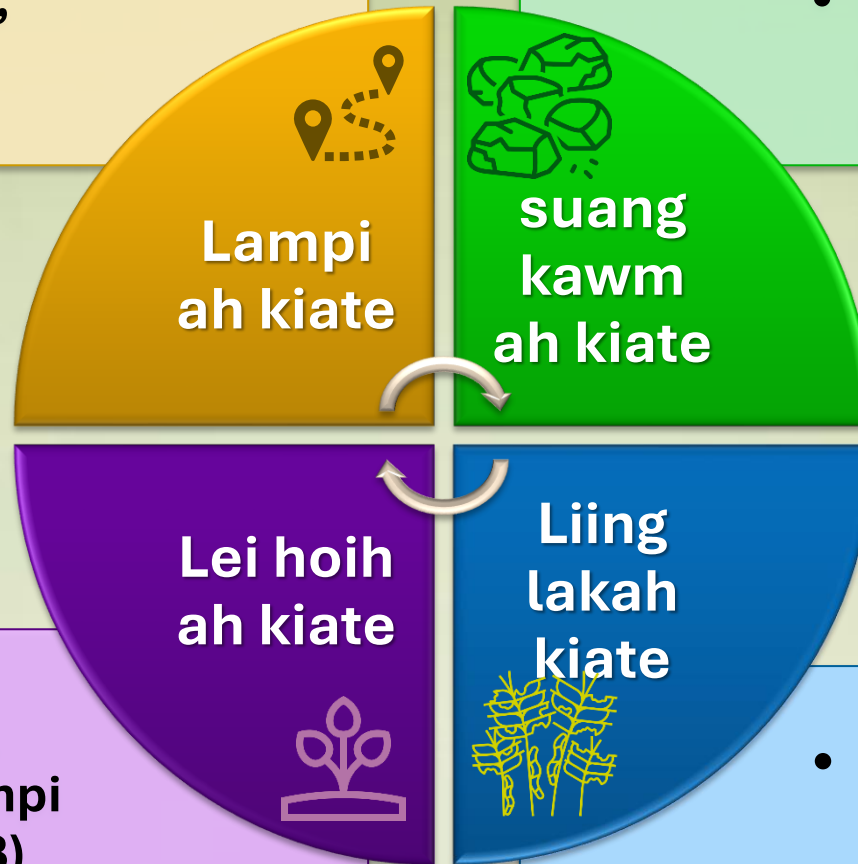 Lampi
ah kiate
suang
kawm
ah kiate
Lei hoih
ah kiate
Liing
lakah
kiate